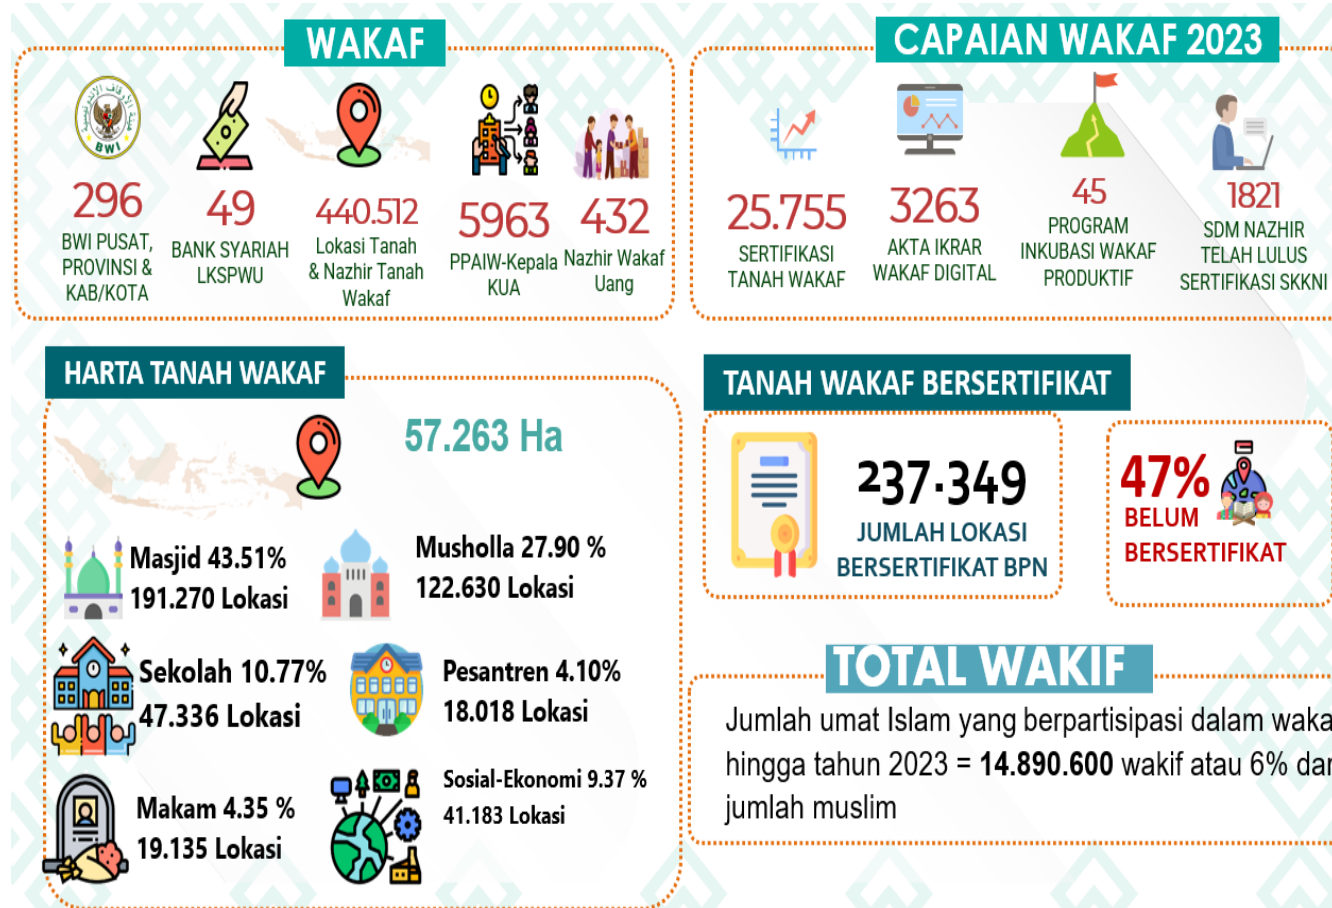 WAKAF
BWI
296
BWI PUSAT,
PROVINSI &
KAB/KOTA
49
BANK SYARIAH
LKSPWU
440.512
Lokasi Tanah
& Nazhir Tanah
Wakaf
5963
PPAIW-Kepala
KUA
432
Nazhir Wakaf
Uang
CAPAIAN WAKAF 2023
25.755
SERTIFIKASI
TANAH WAKAF
3263
AKTA IKRAR
WAKAF DIGITAL
45
PROGRAM
INKUBASI WAKAF
PRODUKTIF
1821
SDM NAZHIR
TELAH LULUS
SERTIFIKASI SKKNI
HARTA TANAH WAKAF
57.263 Ha
Masjid 43.51%
191.270 Lokasi
Musholla 27.90 %
122.630 Lokasi
Sekolah 10.77%
47.336 Lokasi
Pesantren 4.10%
18.018 Lokasi
Makam 4.35 %
19.135 Lokasi
Sosial-Ekonomi 9.37 %
41.183 Lokasi
TANAH WAKAF BERSERTIFIKAT
237.349
JUMLAH LOKASI
BERSERTIFIKAT BPN
47%
BELUM
BERSERTIFIKAT
TOTAL WAKIF
Jumlah umat Islam yang berpartisipasi dalam waka
hingga tahun 2023 = 14.890.600 wakif atau 6% dar
jumlah muslim